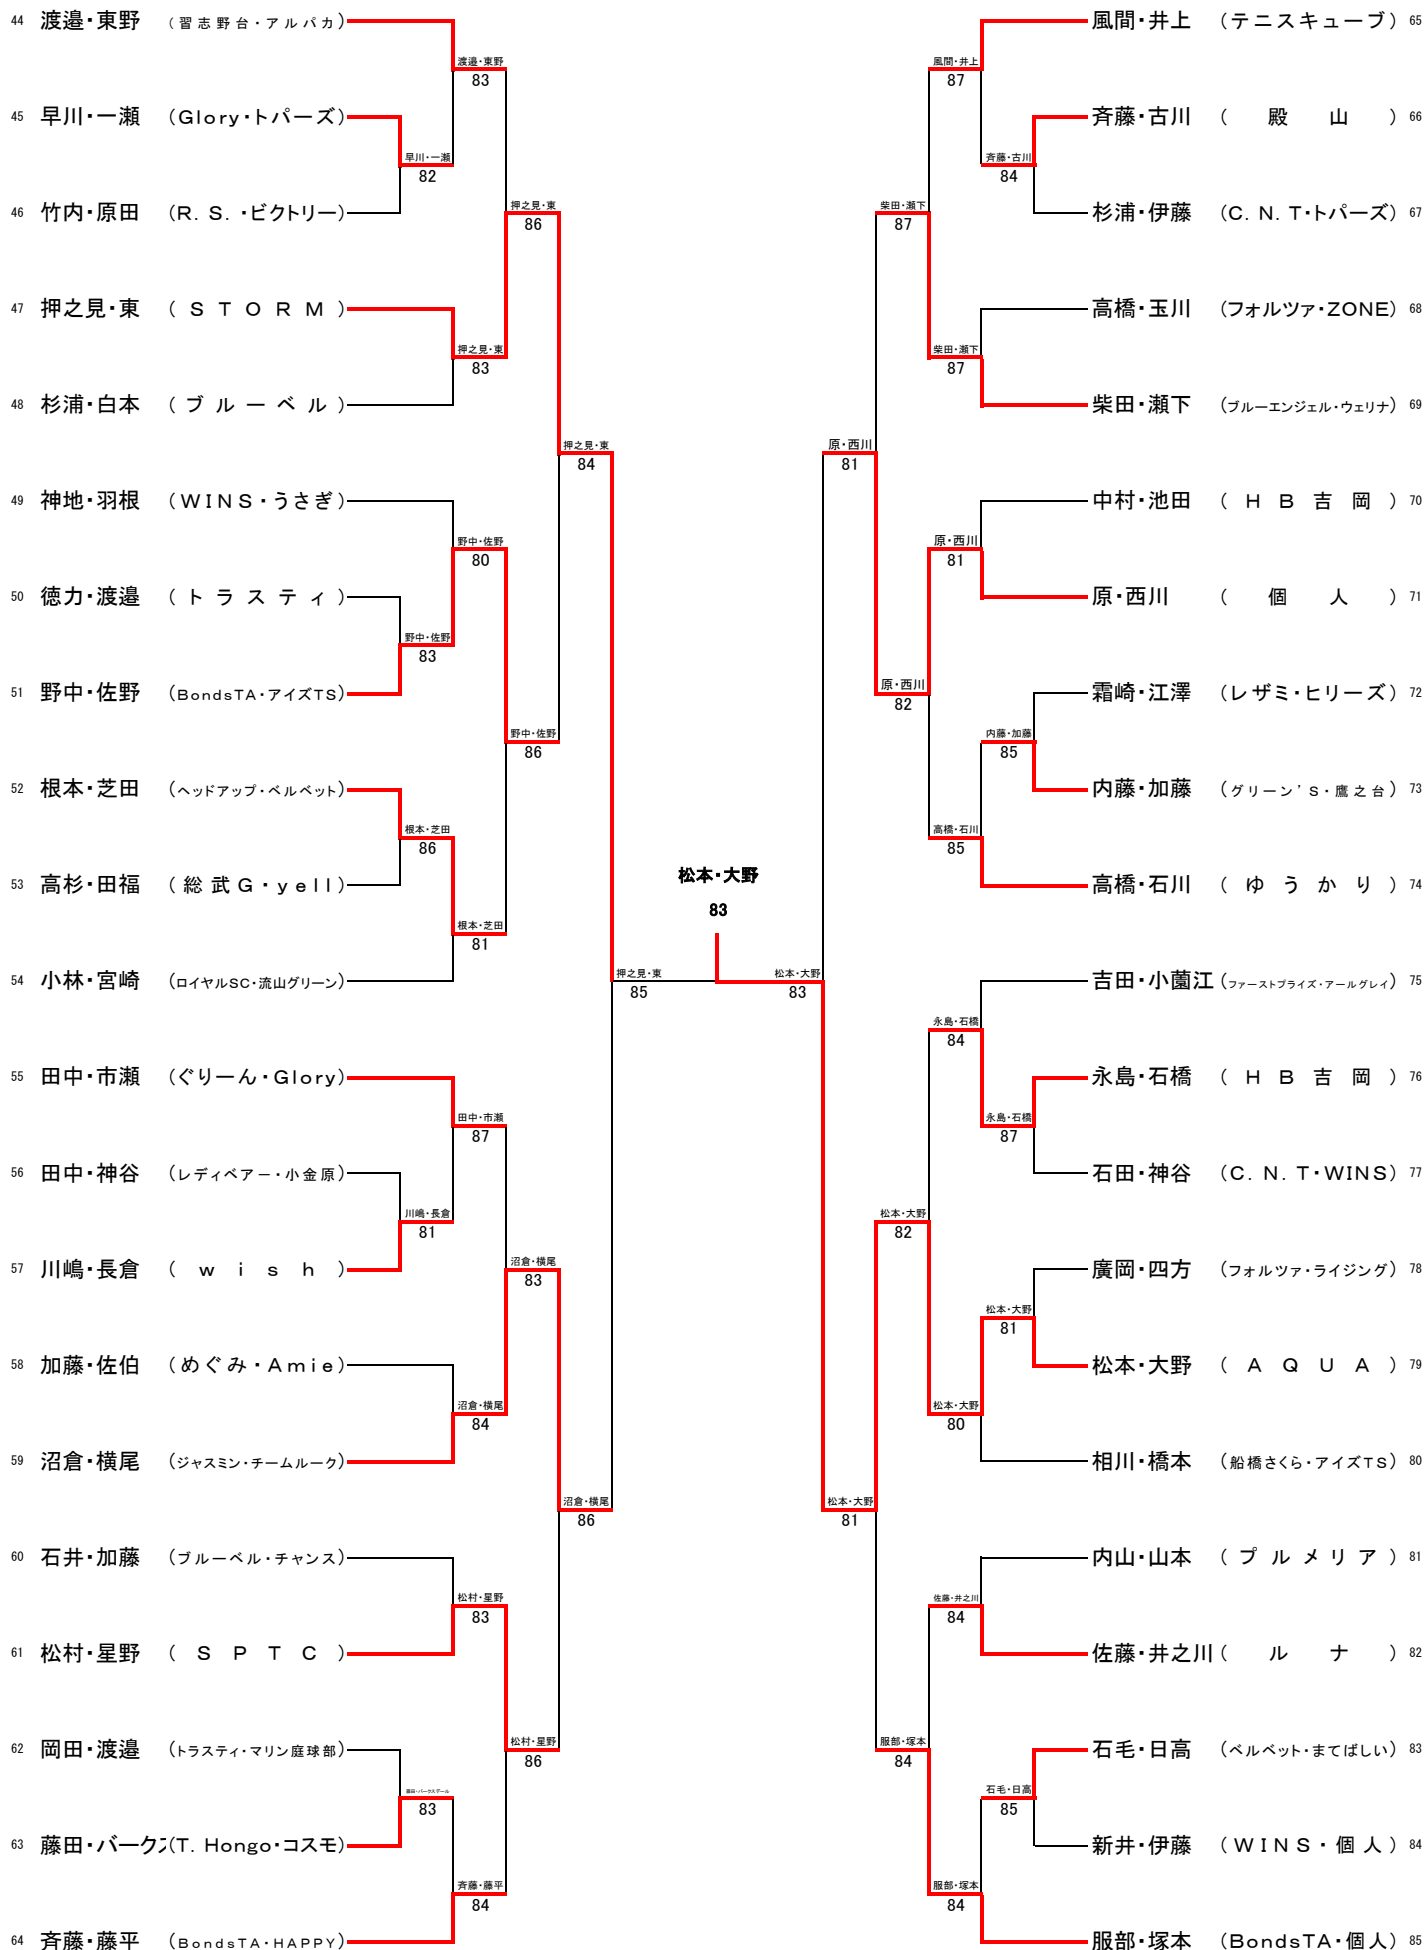 44 渡邉・東野 (習志野台・アルパカ)
渡邉・東野
83
45 早川・一瀬 (Glory・トパーズ)
早川・一瀬
82
46 竹内・原田 (R.S.・ビクトリー)
押之見・東
86
47 押之見・東 (STORM)
押之見・東
83
48 杉浦・白本 (ブルーベル)
押之見・東
84
49 神地・羽根 (WINS・うさぎ)
野中・佐野
80
50 徳力・渡邉 (トラスティ)
野中・佐野
83
51 野中・佐野 (BondsTA・アイズTS)
野中・佐野
86
52 根本・芝田 (ヘッドアップ・ベルベット)
根本・芝田
86
53 高杉・田福 (総武G・yell)
根本・芝田
81
54 小林・宮崎 (ロイヤルSC・流山グリーン)
押之見・東
85
55 田中・市瀬 (ぐりーん・Glory)
田中・市瀬
87
56 田中・神谷 (レディベアー・小金原)
川嶋・長倉
81
57 川嶋・長倉 (wish)
沼倉・横尾
83
58 加藤・佐伯 (めぐみ・Amie)
沼倉・横尾
84
59 沼倉・横尾 (ジャスミン・チームルーク)
沼倉・横尾
86
60 石井・加藤 (ブルーベル・チャンス)
松村・星野
83
61 松村・星野 (SPTC)
松村・星野
86
62 岡田・渡邉 (トラスティ・マリン庭球部)
83
63 藤田・バークス(T.Hongo・コスモ)
斉藤・藤平
84
64 斉藤・藤平 (BondsTA・HAPPY)
松本・大野
83
風間・井上 (テニスキューブ) 65
風間・井上
87
斉藤・古川 (殿山) 66
斉藤・古川
84
杉浦・伊藤 (C.N.T・トパーズ) 67
柴田・瀬下
87
高橋・玉川 (フォルツァ・ZONE) 68
柴田・瀬下
87
柴田・瀬下 (ブルーエンジェル・ウェリナ) 69
原・西川
81
中村・池田 (HB吉岡) 70
原・西川
81
原・西川 (個人) 71
原・西川
82
霜崎・江澤 (レザミ・ヒリーズ) 72
内藤・加藤
85
内藤・加藤 (グリーン'S・鷹之台) 73
高橋・石川
85
高橋・石川 (ゆうかり) 74
松本・大野
83
吉田・小薗江 (ファーストプライズ・アールグレイ) 75
永島・石橋
84
永島・石橋 (HB吉岡) 76
永島・石橋
87
石田・神谷 (C.N.T・WINS) 77
松本・大野
82
廣岡・四方 (フォルツァ・ライジング) 78
松本・大野
81
松本・大野 (AQUA) 79
松本・大野
80
相川・橋本 (船橋さくら・アイズTS) 80
松本・大野
81
内山・山本 (プルメリア) 81
佐藤・井之川
84
佐藤・井之川 (ルナ) 82
服部・塚本
84
石毛・日高 (ベルベット・まてばしい) 83
石毛・日高
85
新井・伊藤 (WINS・個人) 84
服部・塚本
84
服部・塚本 (BondsTA・個人) 85